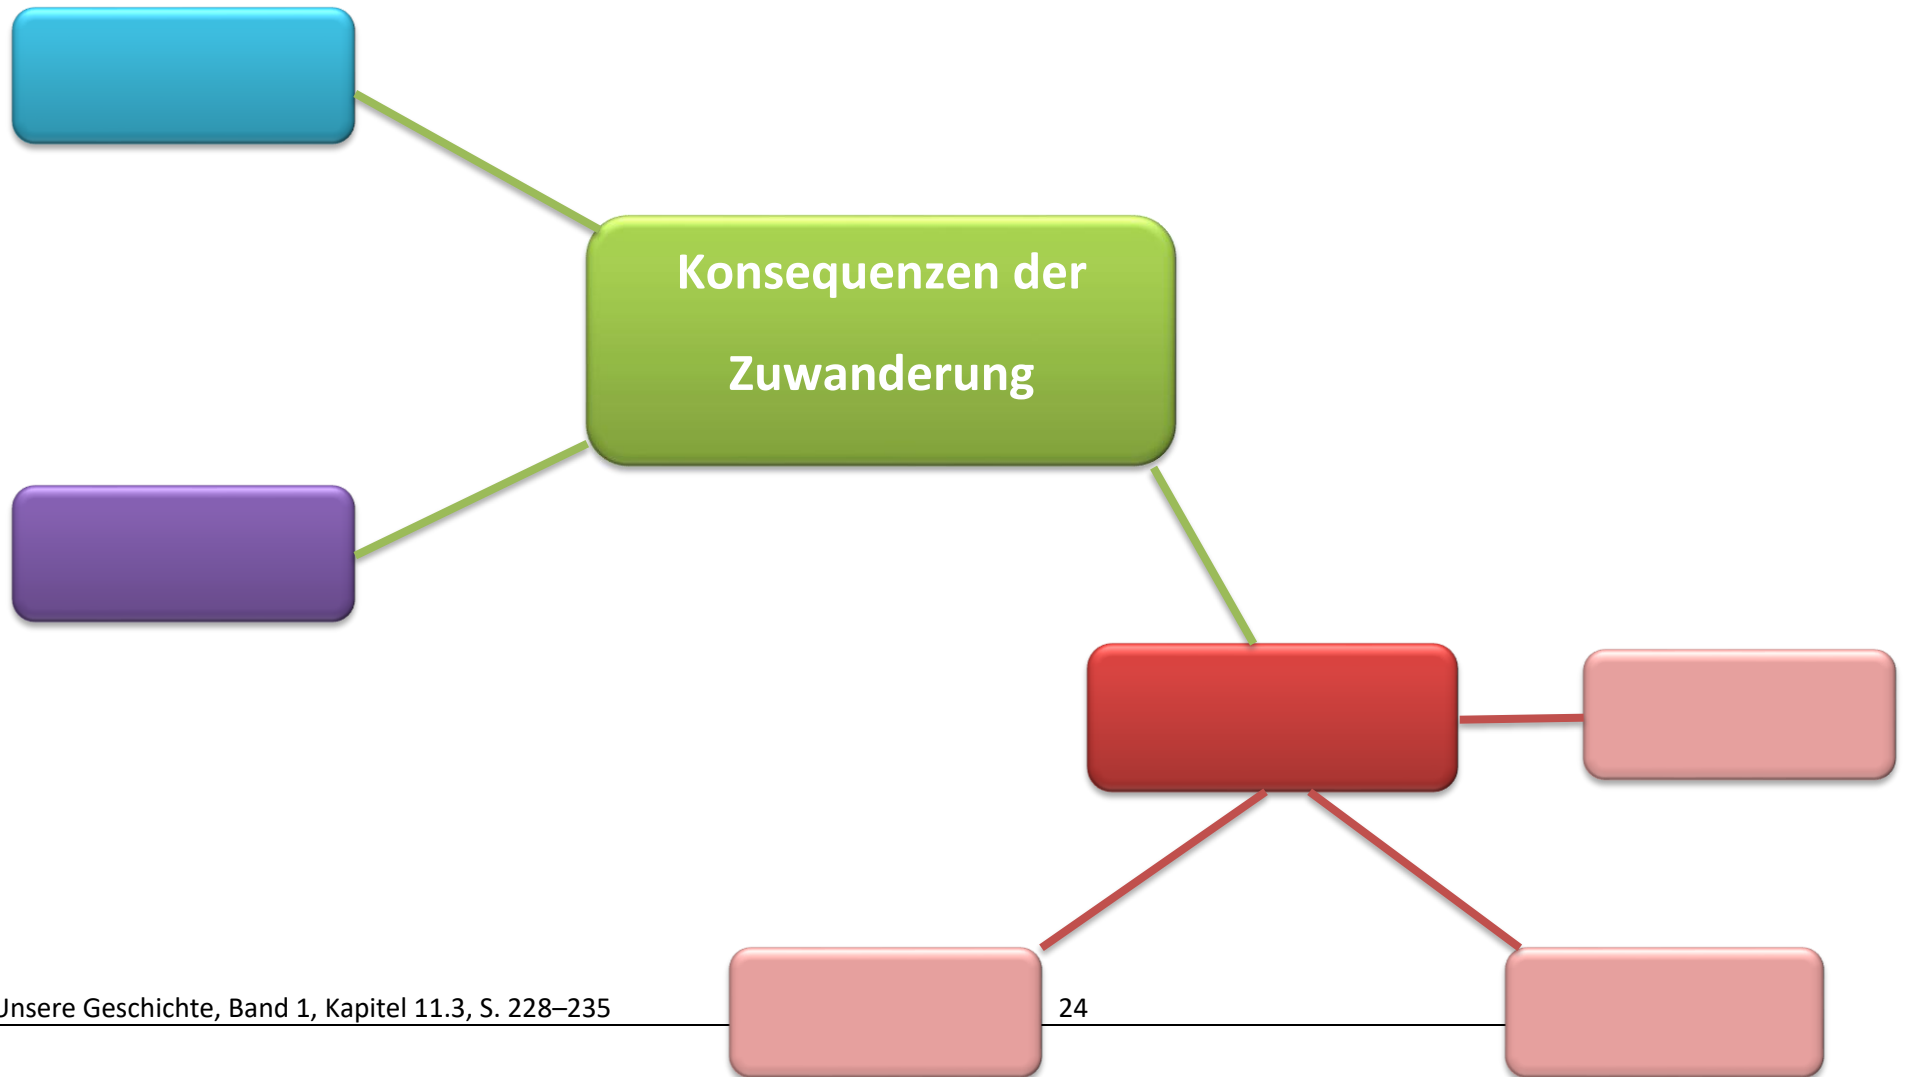 Konsequenzen der
Zuwanderung
Unsere Geschichte, Band 1, Kapitel 11.3, S. 228–235 24